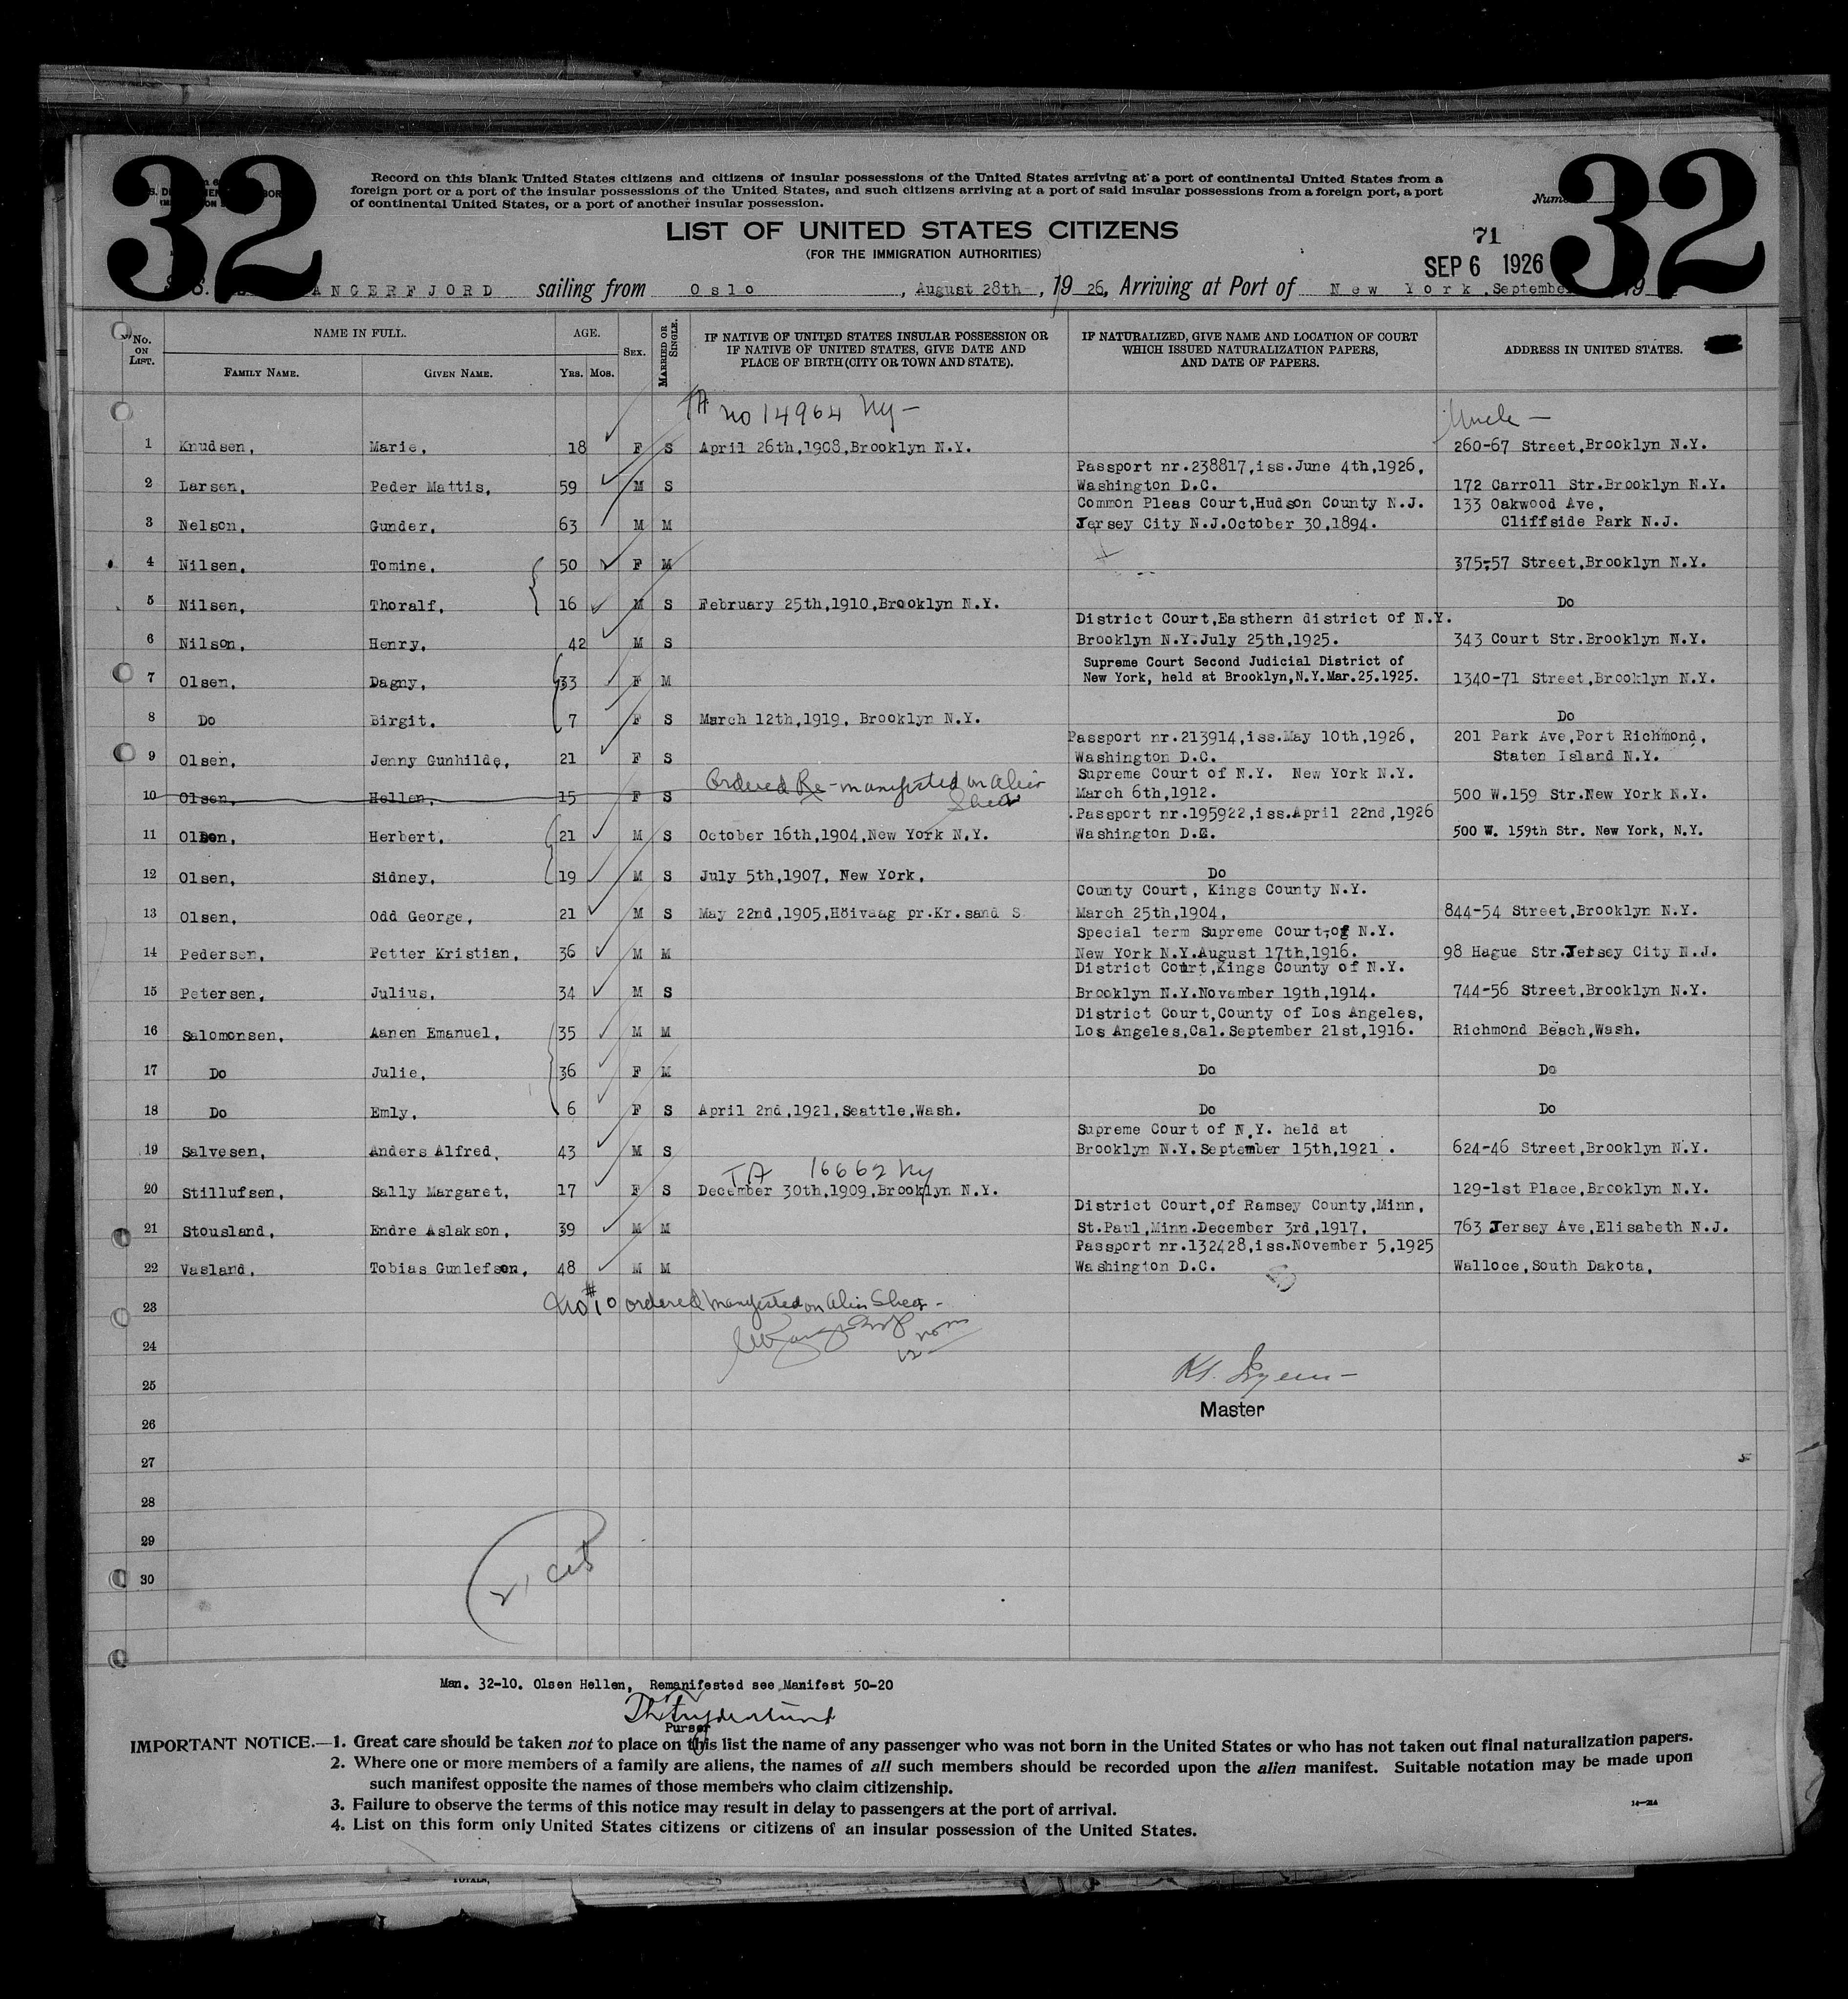 32
32
Record on this blank United States citizens and citizens of insular possessions of the United States arriving at a port of continental United States from a
foreign port or a port of the insular possessions of the United States, and such citizens arriving at a port of said insular possessions from a foreign port, a port
of continental United States, or a port of another insular possession.
LIST OF UNITED STATES CITIZENS
(FOR THE IMMIGRATION AUTHORITIES)
71
SEP 6 1926
ANGERFJORD sailing from Oslo, August 28th, 1926, Arriving at Port of New York, September 19
No. ON LIST.
NAME IN FULL.
FAMILY NAME.
GIVEN NAME.
AGE.
YRS. MOS.
SEX.
MARRIED OR SINGLE.
IF NATIVE OF UNITED STATES INSULAR POSSESSION OR
IF NATIVE OF UNITED STATES, GIVE DATE AND
PLACE OF BIRTH (CITY OR TOWN AND STATE).
IF NATURALIZED, GIVE NAME AND LOCATION OF COURT
WHICH ISSUED NATURALIZATION PAPERS,
AND DATE OF PAPERS.
ADDRESS IN UNITED STATES.
TA no 14964 Ny-
Uncle -
1 Knudsen, Marie, 18 F S April 26th,1908,Brooklyn N.Y. 260-67 Street,Brooklyn N.Y.
Passport nr.238817,iss.June 4th,1926,
2 Larsen, Peder Mattis, 59 M S Washington D.C. 172 Carroll Str.Brooklyn N.Y.
Common Pleas Court,Hudson County N.J. 133 Oakwood Ave,
3 Nelson, Gunder, 63 M M Jersey City N.J.October 30,1894. Cliffside Park N.J.
4 Nilsen, Tomine, 50 F M 375-57 Street,Brooklyn N.Y.
5 Nilsen, Thoralf, 16 M S February 25th,1910,Brooklyn N.Y. Do
District Court,Easthern district of N.Y.
6 Nilson, Henry, 42 M S Brooklyn N.Y.July 25th,1925. 343 Court Str.Brooklyn N.Y.
Supreme Court Second Judicial District of
7 Olsen, Dagny, 33 F M New York, held at Brooklyn,N.Y.Mar.25.1925. 1340-71 Street,Brooklyn N.Y.
8 Do Birgit, 7 F S March 12th,1919, Brooklyn N.Y. Do
Passport nr.213914,iss.May 10th,1926, 201 Park Ave,Port Richmond,
9 Olsen, Jenny Gunhilde, 21 F S Washington D.C. Staten Island N.Y.
Ordered Re-manifested on Alien Sheet
Supreme Court of N.Y. New York N.Y.
10 Olsen, Hellen, 15 F S March 6th,1912. 500 W.159 Str.New York N.Y.
.Passport nr.195922,iss.April 22nd,1926
11 Olsen, Herbert, 21 M S October 16th,1904,New York N.Y. Washington D.C. 500 W. 159th Str. New York, N.Y.
12 Olsen, Sidney, 19 M S July 5th,1907, New York, Do
County Court, Kings County N.Y.
13 Olsen, Odd George, 21 M S May 22nd,1905,Höivaag pr.Kr.sand S March 25th,1904, 844-54 Street,Brooklyn N.Y.
Special term Supreme Court,of N.Y.
14 Pedersen, Petter Kristian, 36 M M New York N.Y.August 17th,1916. 98 Hague Str.Jersey City N.J.
District Court,Kings County of N.Y.
15 Petersen, Julius, 34 M S Brooklyn N.Y.November 19th,1914. 744-56 Street,Brooklyn N.Y.
District Court,County of Los Angeles,
16 Salomonsen, Aanen Emanuel, 35 M M Los Angeles,Cal.September 21st,1916. Richmond Beach,Wash.
17 Do Julie, 36 F M Do Do
18 Do Emly, 6 F S April 2nd,1921,Seattle,Wash. Do Do
Supreme Court of N.Y. held at
19 Salvesen, Anders Alfred, 43 M S Brooklyn N.Y.September 15th,1921. 624-46 Street,Brooklyn N.Y.
TA 16662 Ny
20 Stillufsen, Sally Margaret, 17 F S December 30th,1909,Brooklyn N.Y. 129-1st Place,Brooklyn N.Y.
District Court,of Ramsey County,Minn,
21 Stousland, Endre Aslakson, 39 M M St.Paul,Minn.December 3rd,1917, 763 Jersey Ave,Elisabeth N.J.
Passport nr.132428,iss.November 5,1925
22 Vasland, Tobias Gunlefson, 48 M M Washington D.C. Walloce,South Dakota,
23 No #10 ordered manifested on Alien Sheet -
24
25
Master
26
27
28
29
30
21 cit
Man. 32-10. Olsen Hellen, Remanifested see Manifest 50-20
Purser
IMPORTANT NOTICE.—1. Great care should be taken not to place on this list the name of any passenger who was not born in the United States or who has not taken out final naturalization papers.
2. Where one or more members of a family are aliens, the names of all such members should be recorded upon the alien manifest. Suitable notation may be made upon
such manifest opposite the names of those members who claim citizenship.
3. Failure to observe the terms of this notice may result in delay to passengers at the port of arrival.
4. List on this form only United States citizens or citizens of an insular possession of the United States.
14—21A
TOTALS,